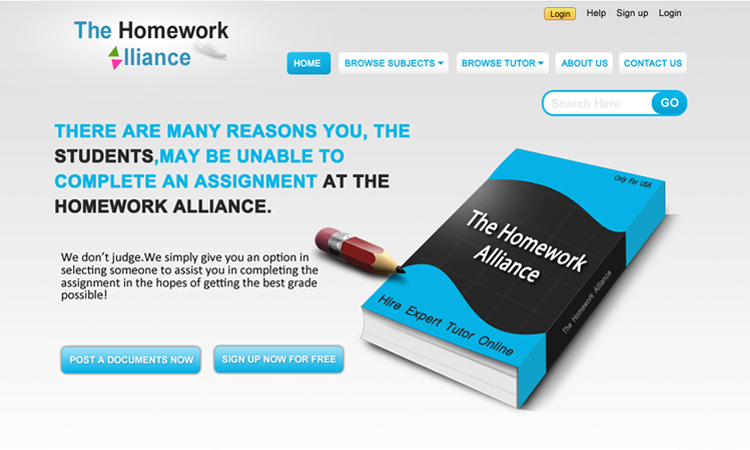 The Homework
lliance
Login Help Sign up Login
HOME BROWSE SUBJECTS BROWSE TUTOR ABOUT US CONTACT US
Search Here GO
THERE ARE MANY REASONS YOU, THE
STUDENTS,MAY BE UNABLE TO
COMPLETE AN ASSIGNMENT AT THE
HOMEWORK ALLIANCE.
We don’t judge.We simply give you an option in
selecting someone to assist you in completing the
assignment in the hopes of getting the best grade
possible!
POST A DOCUMENTS NOW SIGN UP NOW FOR FREE
Only For USA
The Homework
Alliance
Hire Expert Tutor Online
The Homework Alliance